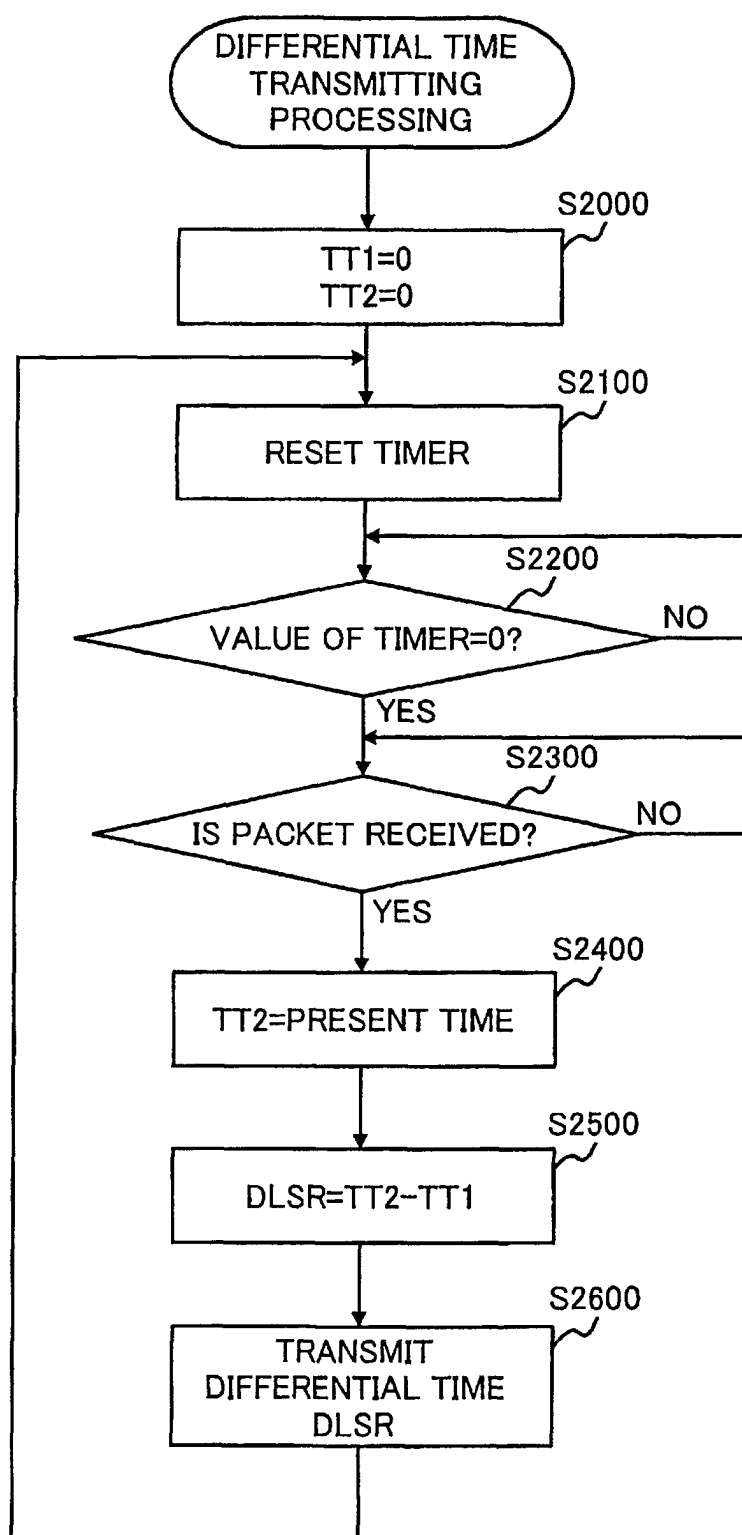 DIFFERENTIAL TIME
TRANSMITTING
PROCESSING
S2000
TT1=0
TT2=0
S2100
RESET TIMER
S2200
VALUE OF TIMER=0?
NO
YES
S2300
IS PACKET RECEIVED?
NO
YES
S2400
TT2=PRESENT TIME
S2500
DLSR=TT2-TT1
S2600
TRANSMIT
DIFFERENTIAL TIME
DLSR